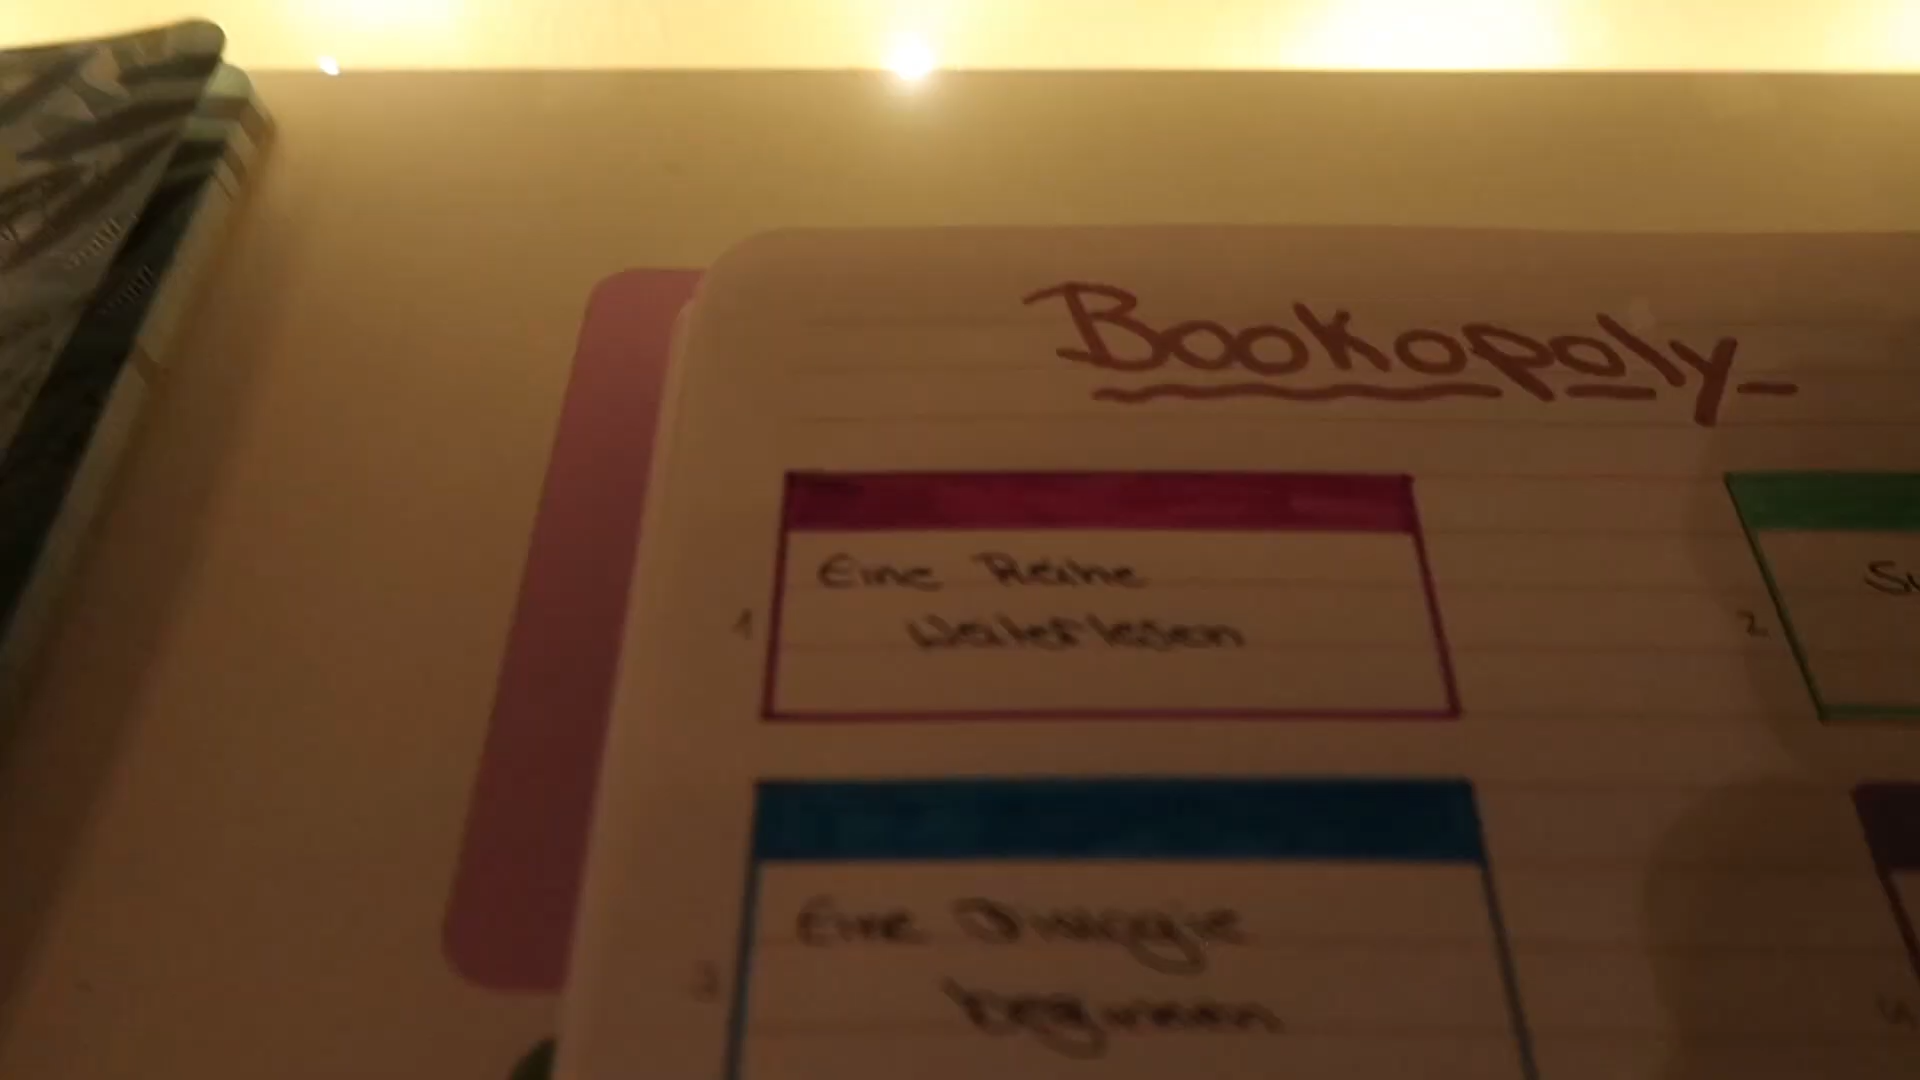 Bookopoly
Eine Reihe
weiterlesen
1
2
Eine Dilogie
beginnen
3